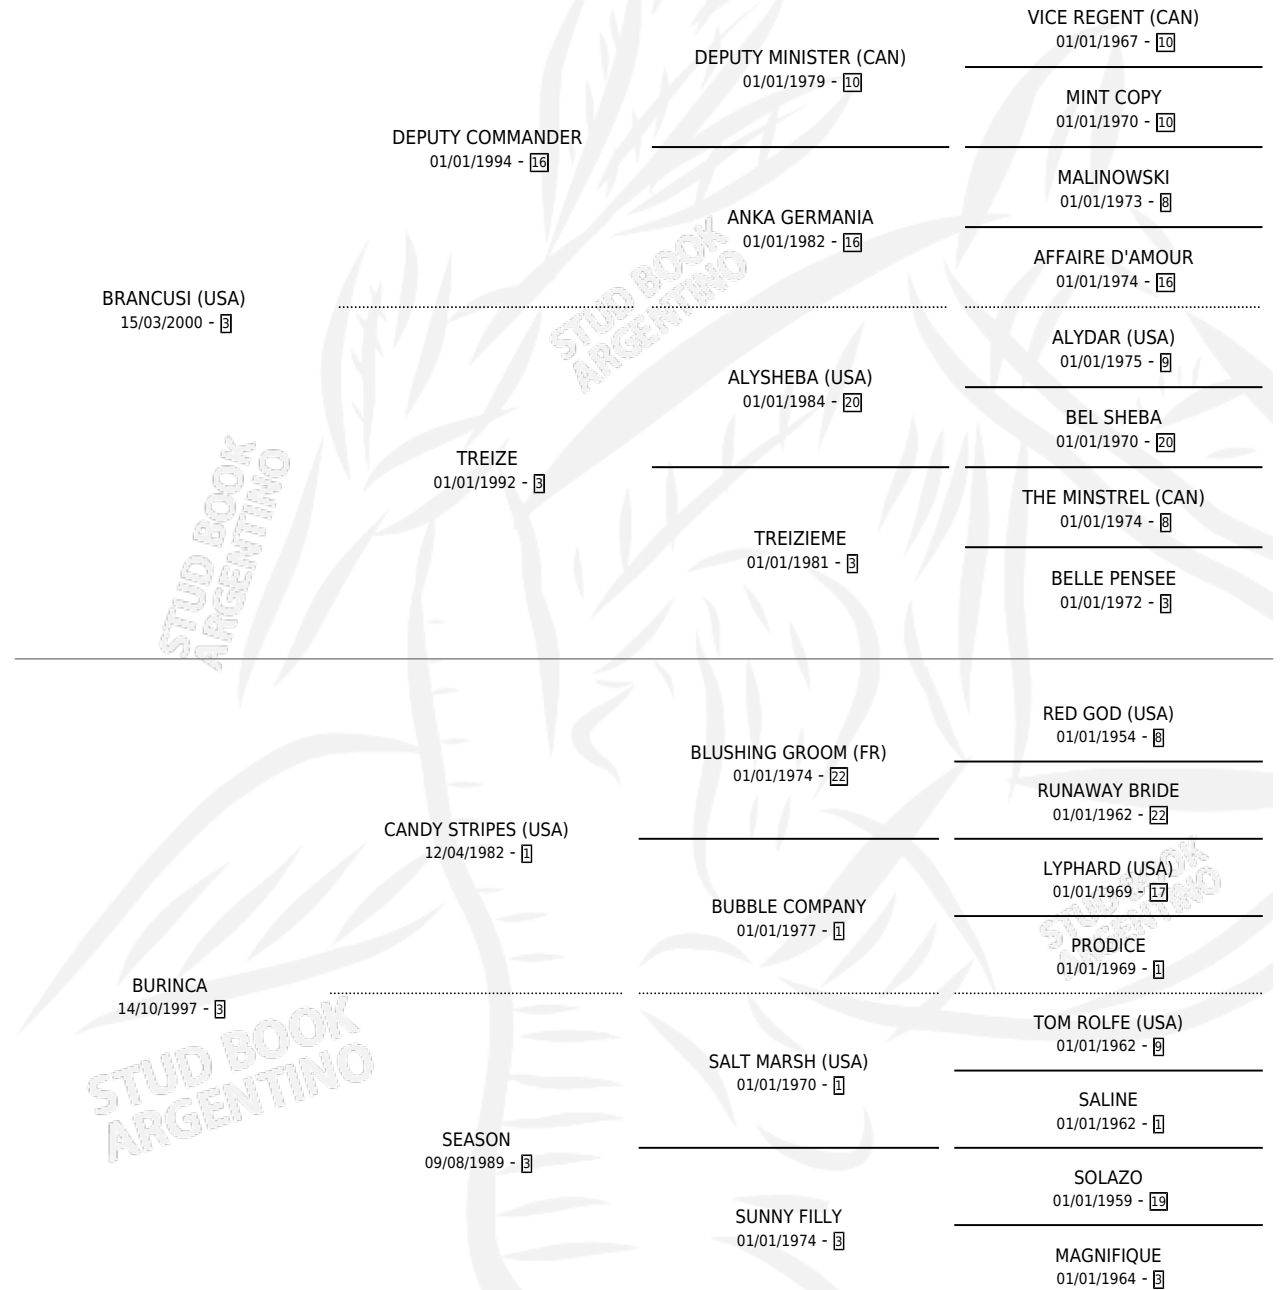 VICE REGENT (CAN)
01/01/1967 - 10
DEPUTY MINISTER (CAN)
01/01/1979 - 10
MINT COPY
01/01/1970 - 10
DEPUTY COMMANDER
01/01/1994 - 16
MALINOWSKI
01/01/1973 - 8
ANKA GERMANIA
01/01/1982 - 16
AFFAIRE D'AMOUR
01/01/1974 - 16
BRANCUSI (USA)
15/03/2000 - 3
ALYDAR (USA)
01/01/1975 - 9
ALYSHEBA (USA)
01/01/1984 - 20
BEL SHEBA
01/01/1970 - 20
TREIZE
01/01/1992 - 3
THE MINSTREL (CAN)
01/01/1974 - 8
TREIZIEME
01/01/1981 - 3
BELLE PENSEE
01/01/1972 - 3
RED GOD (USA)
01/01/1954 - 8
BLUSHING GROOM (FR)
01/01/1974 - 22
RUNAWAY BRIDE
01/01/1962 - 22
CANDY STRIPES (USA)
12/04/1982 - 1
LYPHARD (USA)
01/01/1969 - 17
BUBBLE COMPANY
01/01/1977 - 1
PRODICE
01/01/1969 - 1
BURINCA
14/10/1997 - 3
TOM ROLFE (USA)
01/01/1962 - 9
SALT MARSH (USA)
01/01/1970 - 1
SALINE
01/01/1962 - 1
SEASON
09/08/1989 - 3
SOLAZO
01/01/1959 - 19
SUNNY FILLY
01/01/1974 - 3
MAGNIFIQUE
01/01/1964 - 3
STUD BOOK
ARGENTINO
STUD BOOK
ARGENTINO
STUD BOOK
ARGENTINO
STUD BOOK
ARGENTINO